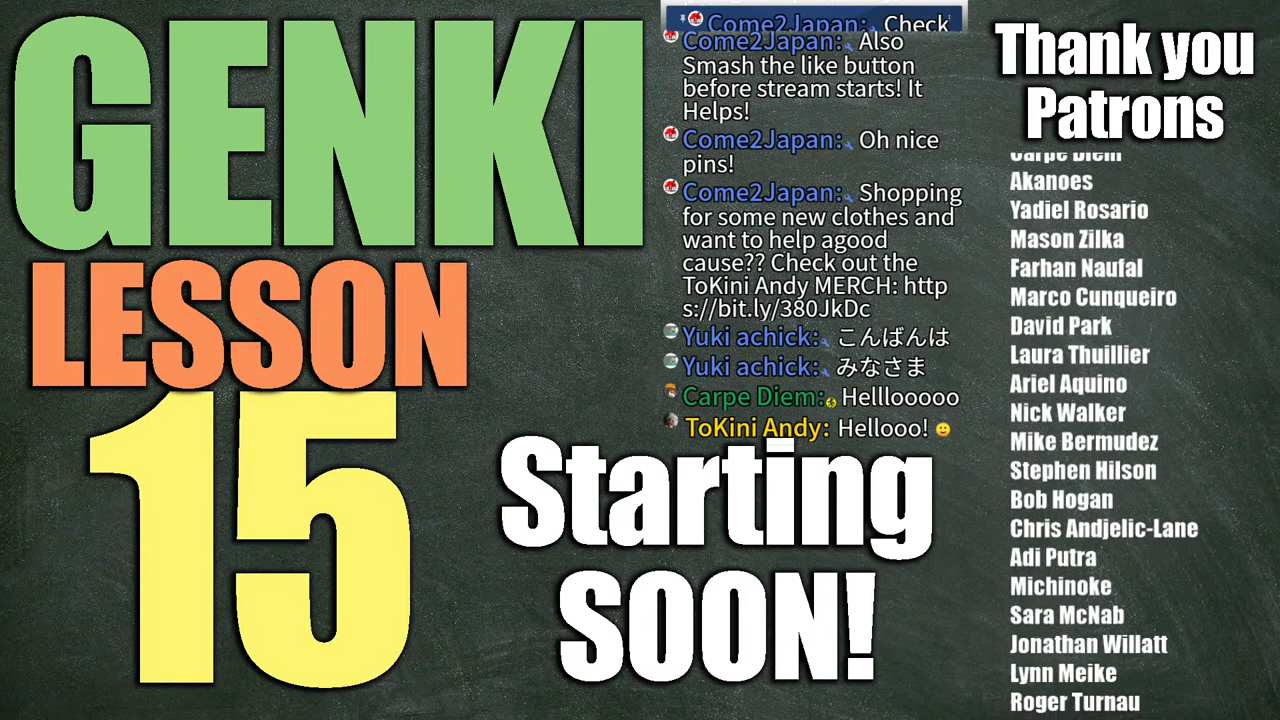 GENKI
LESSON
15
Starting
SOON!
Come2Japan: Check
Come2Japan: Also
Smash the like button
before stream starts! It
Helps!
Come2Japan: Oh nice
pins!
Come2Japan: Shopping
for some new clothes and
want to help agood
cause?? Check out the
ToKini Andy MERCH: http
s://bit.ly/380JkDc
Yuki achick: こんばんは
Yuki achick: みなさま
Carpe Diem: Helllooooo
ToKini Andy: Hellooo!
Thank you
Patrons
Carpe Diem
Akanoes
Yadiel Rosario
Mason Zilka
Farhan Naufal
Marco Cunqueiro
David Park
Laura Thuillier
Ariel Aquino
Nick Walker
Mike Bermudez
Stephen Hilson
Bob Hogan
Chris Andjelic-Lane
Adi Putra
Michinoke
Sara McNab
Jonathan Willatt
Lynn Meike
Roger Turnau